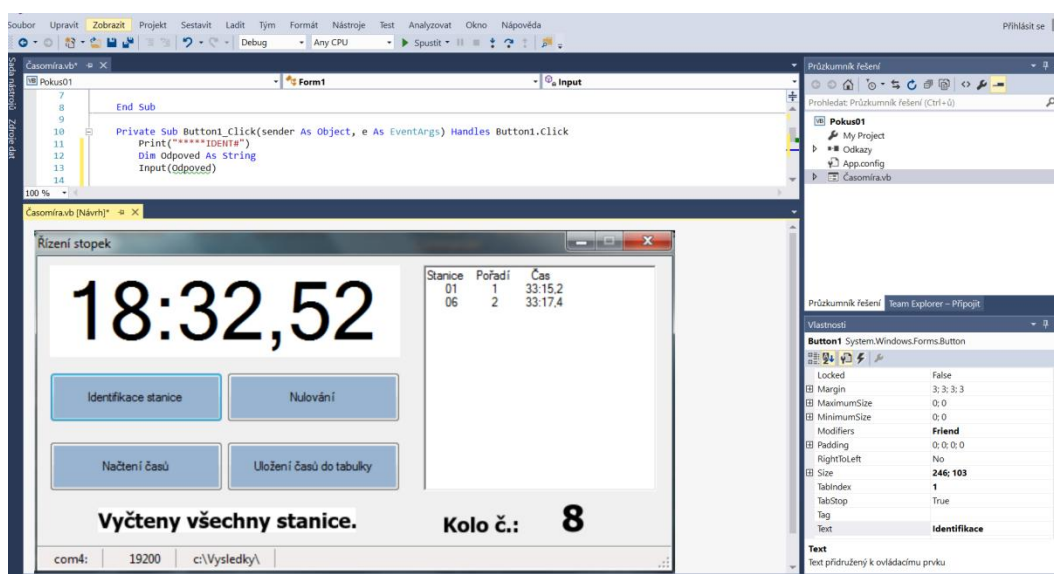 Soubor Upravit Zobrazit Projekt Sestavit Ladit Tým Formát Nástroje Test Analyzovat Okno Nápověda Přihlásit se
Debug Any CPU Spustit
Sada nástrojů Zdroje dat
Časomíra.vb*
Pokus01 Form1 Input
7
8 End Sub
9
10 Private Sub Button1_Click(sender As Object, e As EventArgs) Handles Button1.Click
11 Print("*****IDENT#")
12 Dim Odpoved As String
13 Input(Odpoved)
14
100 %
Časomíra.vb [Návrh]*
Řízení stopek
18:32,52
Stanice Pořadí Čas
01 1 33:15,2
06 2 33:17,4
Identifikace stanice Nulování
Načtení časů Uložení časů do tabulky
Vyčteny všechny stanice. Kolo č.: 8
com4: 19200 c:\Vysledky\
Průzkumník řešení
Prohledat: Průzkumník řešení (Ctrl+ů)
VB Pokus01
My Project
Odkazy
App.config
Časomíra.vb
Průzkumník řešení Team Explorer – Připojit
Vlastnosti
Button1 System.Windows.Forms.Button
Locked False
Margin 3; 3; 3; 3
MaximumSize 0; 0
MinimumSize 0; 0
Modifiers Friend
Padding 0; 0; 0; 0
RightToLeft No
Size 246; 103
TabIndex 1
TabStop True
Tag
Text Identifikace
Text
Text přidružený k ovládacímu prvku